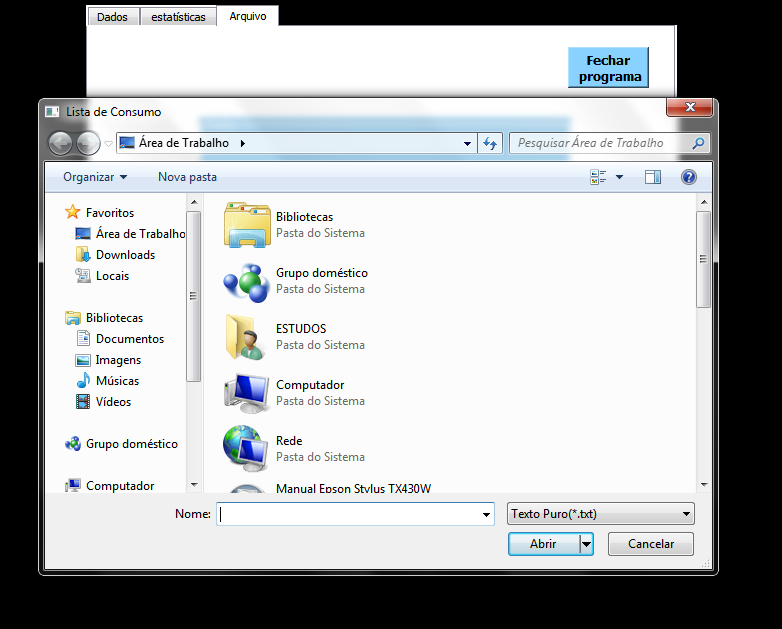 Dados estatísticas Arquivo
Fechar
programa
Lista de Consumo
Área de Trabalho
Pesquisar Área de Trabalho
Organizar Nova pasta
Favoritos
Área de Trabalho
Downloads
Locais
Bibliotecas
Documentos
Imagens
Músicas
Vídeos
Grupo doméstico
Computador
Bibliotecas
Pasta do Sistema
Grupo doméstico
Pasta do Sistema
ESTUDOS
Pasta do Sistema
Computador
Pasta do Sistema
Rede
Pasta do Sistema
Manual Epson Stylus TX430W
Nome: Texto Puro(*.txt)
Abrir Cancelar